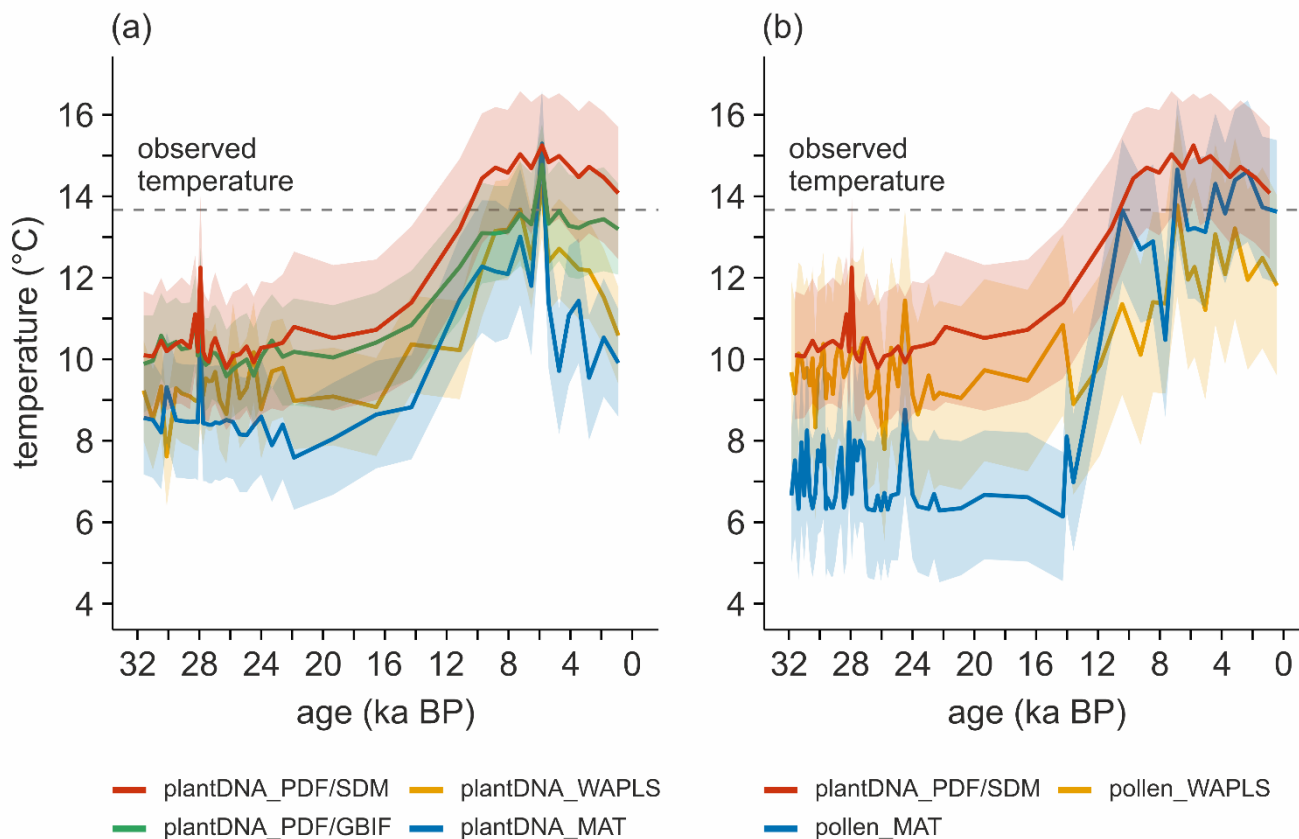 (a)
observed
temperature
temperature (°C)
16
14
12
10
8
6
4
32 28 24 20 16 12 8 4 0
age (ka BP)
plantDNA_PDF/SDM
plantDNA_WAPLS
plantDNA_PDF/GBIF
plantDNA_MAT
(b)
observed
temperature
16
14
12
10
8
6
4
32 28 24 20 16 12 8 4 0
age (ka BP)
plantDNA_PDF/SDM
pollen_WAPLS
pollen_MAT